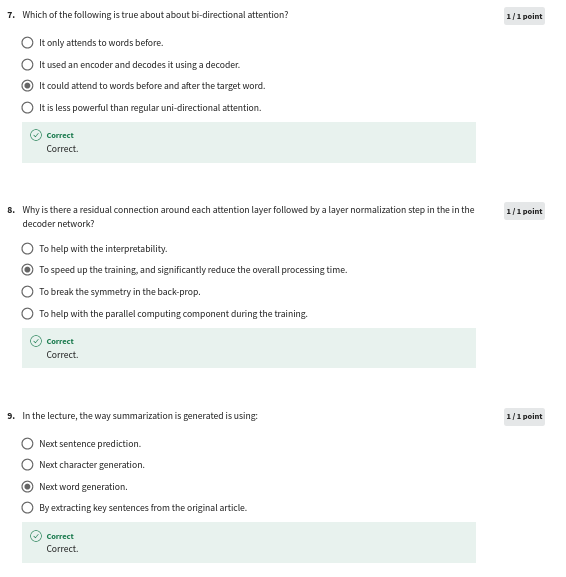 7. Which of the following is true about about bi-directional attention?
1 / 1 point
It only attends to words before.
It used an encoder and decodes it using a decoder.
It could attend to words before and after the target word.
It is less powerful than regular uni-directional attention.
Correct
Correct.
8. Why is there a residual connection around each attention layer followed by a layer normalization step in the in the
decoder network?
1 / 1 point
To help with the interpretability.
To speed up the training, and significantly reduce the overall processing time.
To break the symmetry in the back-prop.
To help with the parallel computing component during the training.
Correct
Correct.
9. In the lecture, the way summarization is generated is using:
1 / 1 point
Next sentence prediction.
Next character generation.
Next word generation.
By extracting key sentences from the original article.
Correct
Correct.